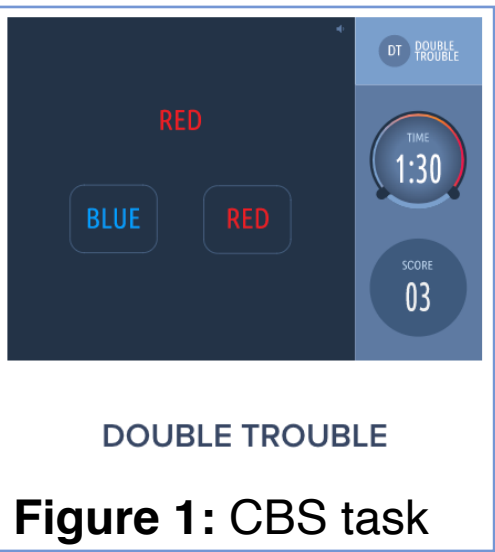 DT DOUBLE
TROUBLE
RED
TIME
1:30
BLUE RED
SCORE
03
DOUBLE TROUBLE
Figure 1: CBS task